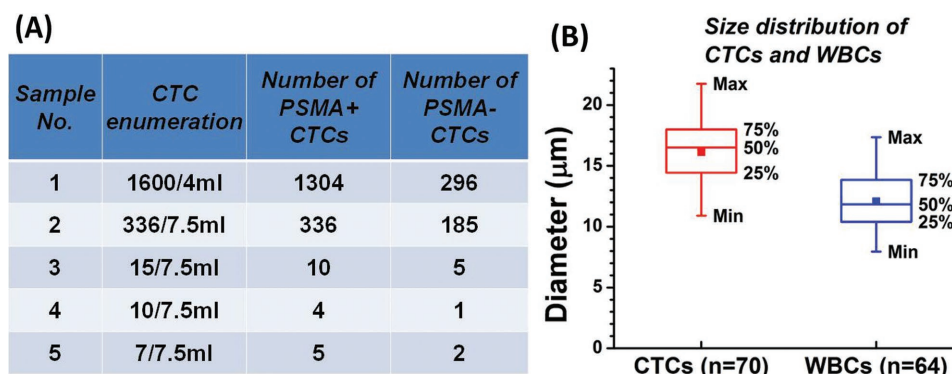 (A)
Sample No. CTC enumeration Number of PSMA+ CTCs Number of PSMA- CTCs
1 1600/4ml 1304 296
2 336/7.5ml 336 185
3 15/7.5ml 10 5
4 10/7.5ml 4 1
5 7/7.5ml 5 2
(B)
Size distribution of
CTCs and WBCs
Diameter (μm)
20
15
10
5
0
Max
75%
50%
25%
Min
Max
75%
50%
25%
Min
CTCs (n=70) WBCs (n=64)